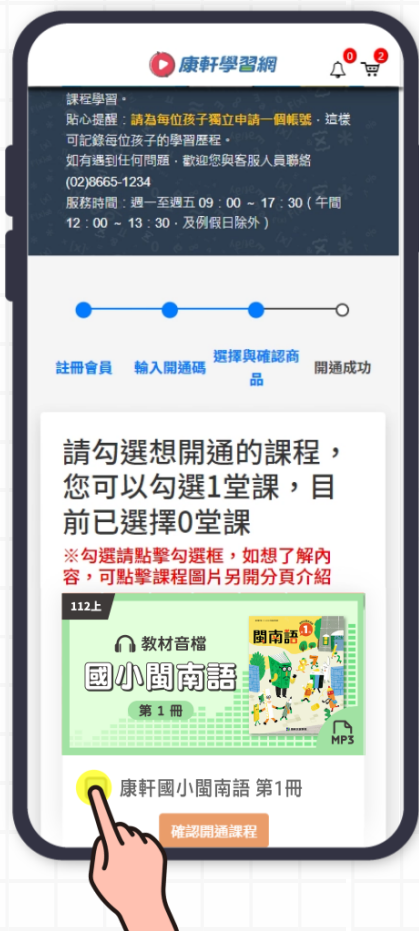 康軒學習網
0
2
課程學習。
貼心提醒：請為每位孩子獨立申請一個帳號，這樣
可記錄每位孩子的學習歷程。
如有遇到任何問題，歡迎您與客服人員聯絡
(02)8665-1234
服務時間：週一至週五 09：00 ~ 17：30 ( 午間
12：00 ~ 13：30，及例假日除外 )
註冊會員
輸入開通碼
選擇與確認商
品
開通成功
請勾選想開通的課程，
您可以勾選1堂課，目
前已選擇0堂課
※勾選請點擊勾選框，如想了解內
容，可點擊課程圖片另開分頁介紹
112上
教材音檔
國小閩南語
第 1 冊
閩南語 1
MP3
康軒國小閩南語 第1冊
確認開通課程